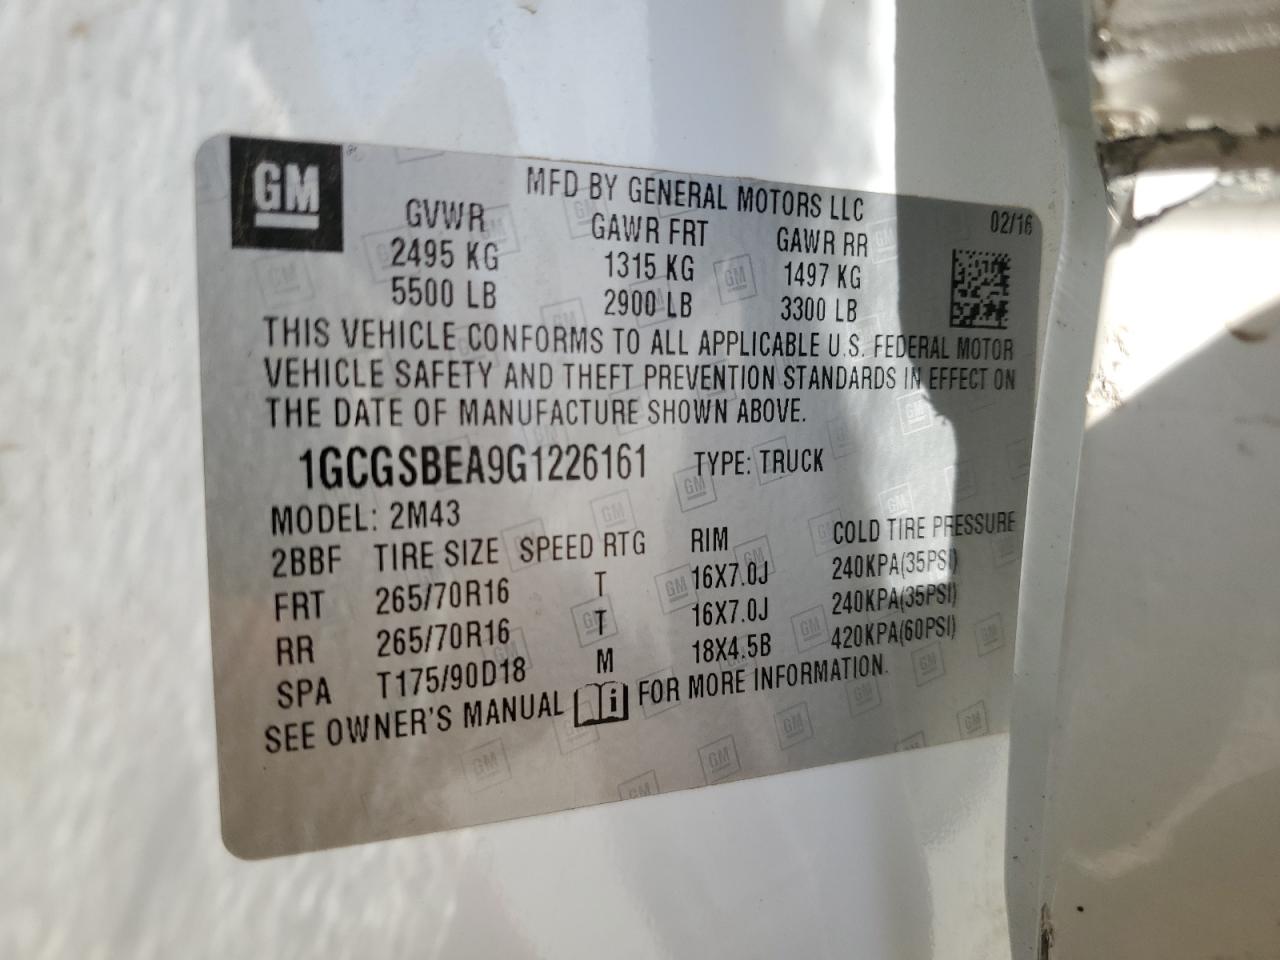 GM
MFD BY GENERAL MOTORS LLC
02/16
GVWR GAWR FRT GAWR RR
2495 KG 1315 KG 1497 KG
5500 LB 2900 LB 3300 LB
THIS VEHICLE CONFORMS TO ALL APPLICABLE U.S. FEDERAL MOTOR
VEHICLE SAFETY AND THEFT PREVENTION STANDARDS IN EFFECT ON
THE DATE OF MANUFACTURE SHOWN ABOVE.
1GCGSBEA9G1226161 TYPE: TRUCK
MODEL: 2M43
2BBF TIRE SIZE SPEED RTG RIM COLD TIRE PRESSURE
FRT 265/70R16 T 16X7.0J 240KPA(35PSI)
RR 265/70R16 T 16X7.0J 240KPA(35PSI)
SPA T175/90D18 M 18X4.5B 420KPA(60PSI)
SEE OWNER'S MANUAL i FOR MORE INFORMATION.